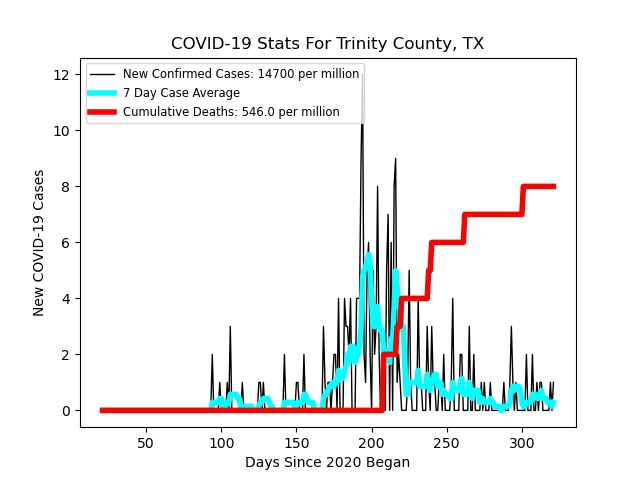 COVID-19 Stats For Trinity County, TX
New Confirmed Cases: 14700 per million
7 Day Case Average
Cumulative Deaths: 546.0 per million
New COVID-19 Cases
12
10
8
6
4
2
0
50 100 150 200 250 300
Days Since 2020 Began